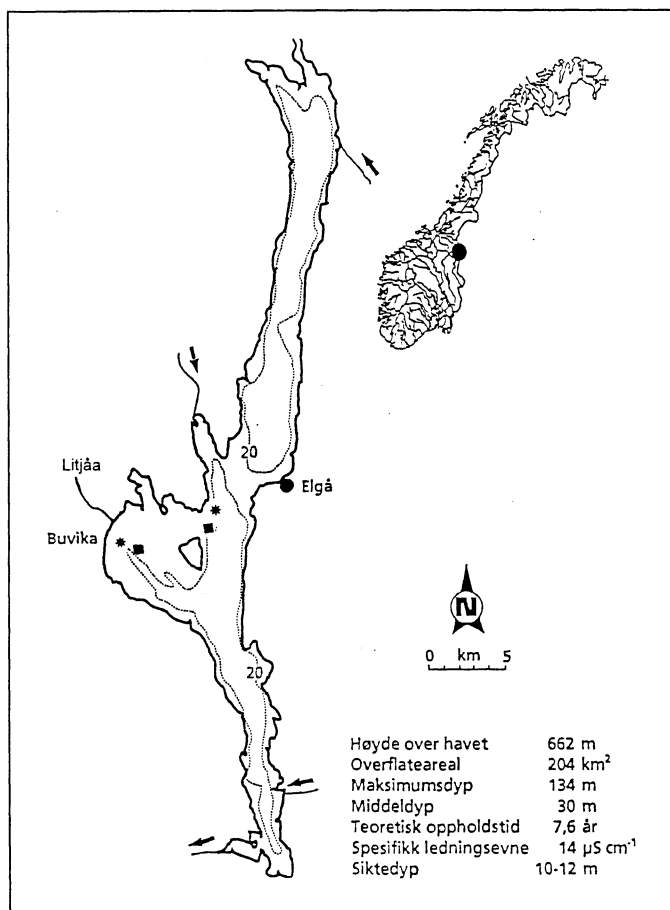 20
Litjåa
Elgå
Buvika
N
0 km 5
20
Høyde over havet 662 m
Overflateareal 204 km²
Maksimumsdyp 134 m
Middeldyp 30 m
Teoretisk oppholdstid 7,6 år
Spesifikk ledningsevne 14 µS cm⁻¹
Siktedyp 10-12 m